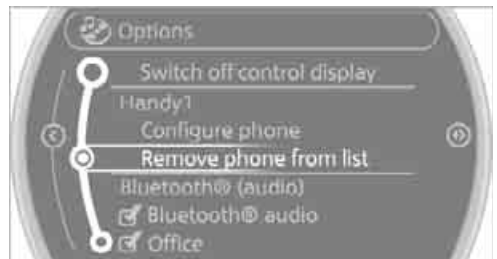 Options
Switch off control display
Handy1
Configure phone
Remove phone from list
Bluetooth® (audio)
Bluetooth® audio
Office